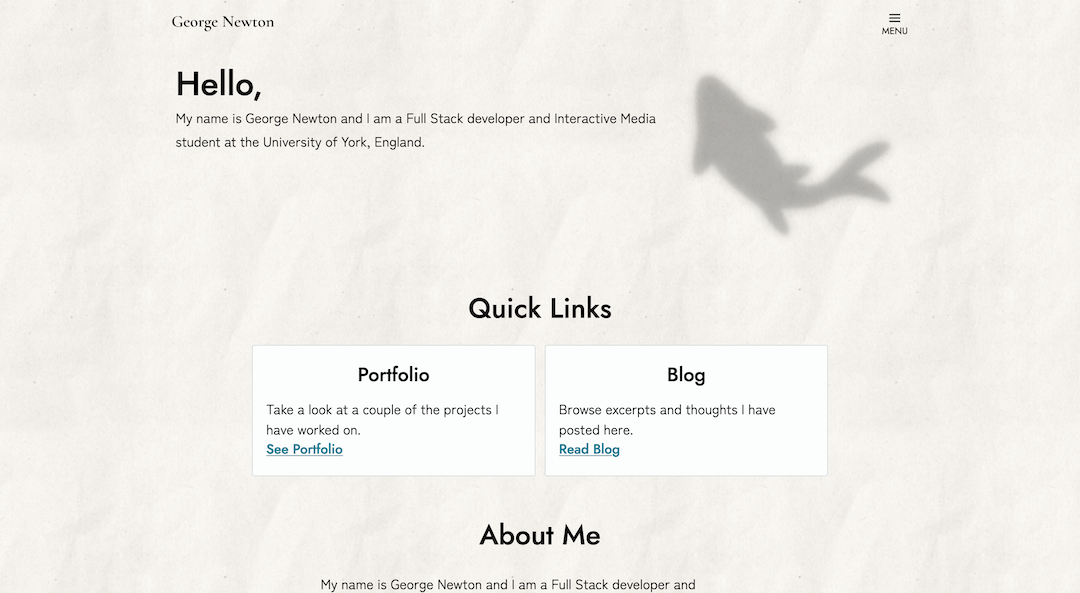 George Newton
MENU
Hello,
My name is George Newton and I am a Full Stack developer and Interactive Media
student at the University of York, England.
Quick Links
Portfolio
Take a look at a couple of the projects I
have worked on.
See Portfolio
Blog
Browse excerpts and thoughts I have
posted here.
Read Blog
About Me
My name is George Newton and I am a Full Stack developer and